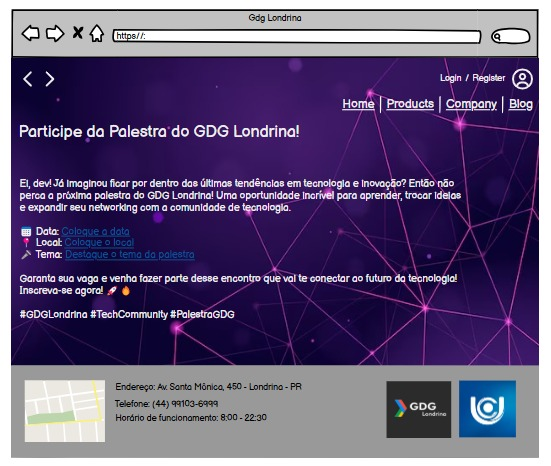 Gdg Londrina
https//:
Login / Register
Home | Products | Company | Blog
Participe da Palestra do GDG Londrina!
Ei, dev! Já imaginou ficar por dentro das últimas tendências em tecnologia e inovação? Então não
perca a próxima palestra do GDG Londrina! Uma oportunidade incrível para aprender, trocar ideias
e expandir seu networking com a comunidade de tecnologia.
📅 Data: Coloque a data
📍 Local: Coloque o local
🎤 Tema: Destaque o tema da palestra
Garanta sua vaga e venha fazer parte desse encontro que vai te conectar ao futuro da tecnologia!
Inscreva-se agora! 🚀 🔥
#GDGLondrina #TechCommunity #PalestraGDG
Endereço: Av. Santa Mônica, 450 - Londrina - PR
Telefone: (44) 99103-6999
Horário de funcionamento: 8:00 - 22:30
GDG
Londrina